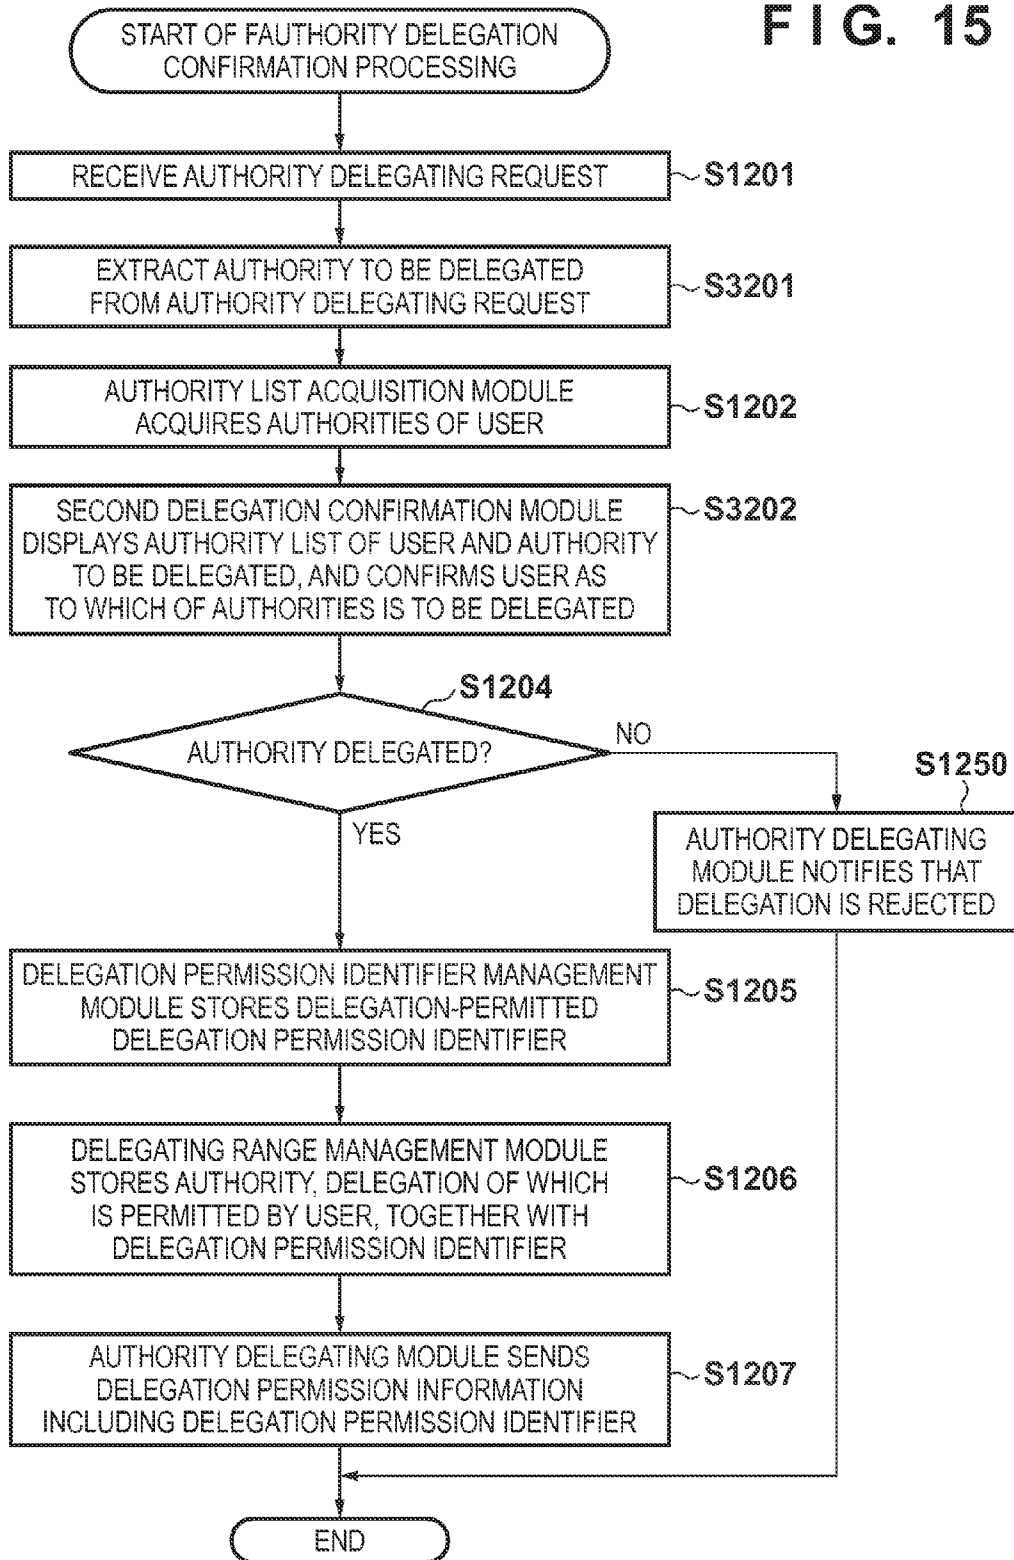 F I G. 15
START OF FAUTHORITY DELEGATION
CONFIRMATION PROCESSING
RECEIVE AUTHORITY DELEGATING REQUEST
S1201
EXTRACT AUTHORITY TO BE DELEGATED
FROM AUTHORITY DELEGATING REQUEST
S3201
AUTHORITY LIST ACQUISITION MODULE
ACQUIRES AUTHORITIES OF USER
S1202
SECOND DELEGATION CONFIRMATION MODULE
DISPLAYS AUTHORITY LIST OF USER AND AUTHORITY
TO BE DELEGATED, AND CONFIRMS USER AS
TO WHICH OF AUTHORITIES IS TO BE DELEGATED
S3202
S1204
AUTHORITY DELEGATED?
NO
YES
S1250
AUTHORITY DELEGATING
MODULE NOTIFIES THAT
DELEGATION IS REJECTED
DELEGATION PERMISSION IDENTIFIER MANAGEMENT
MODULE STORES DELEGATION-PERMITTED
DELEGATION PERMISSION IDENTIFIER
S1205
DELEGATING RANGE MANAGEMENT MODULE
STORES AUTHORITY, DELEGATION OF WHICH
IS PERMITTED BY USER, TOGETHER WITH
DELEGATION PERMISSION IDENTIFIER
S1206
AUTHORITY DELEGATING MODULE SENDS
DELEGATION PERMISSION INFORMATION
INCLUDING DELEGATION PERMISSION IDENTIFIER
S1207
END